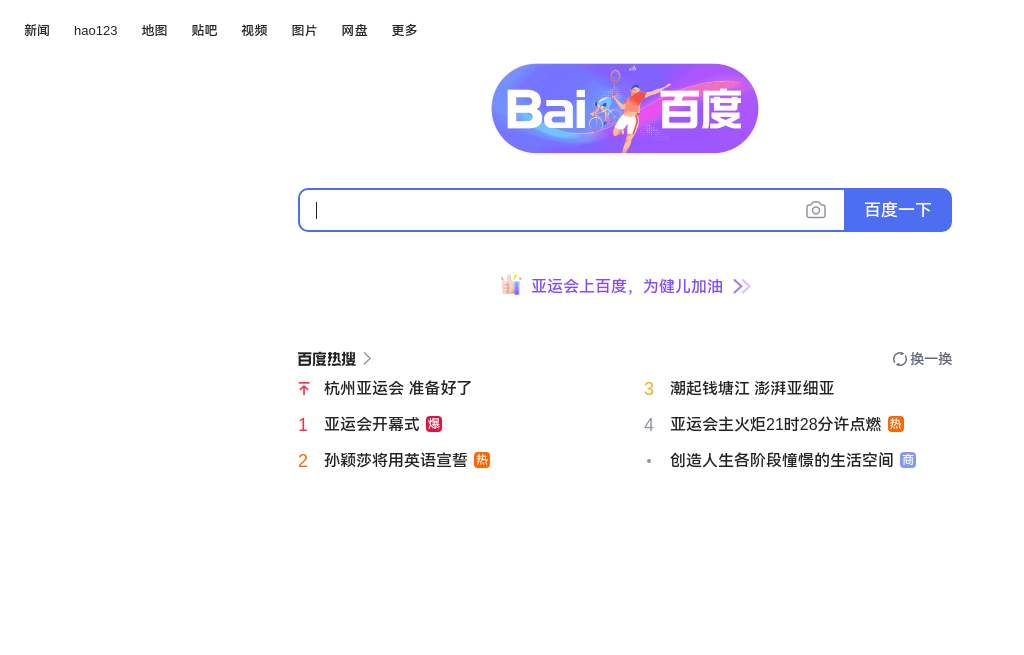 新闻 hao123 地图 贴吧 视频 图片 网盘 更多
Bai 百度
百度一下
亚运会上百度，为健儿加油
百度热搜 换一换
杭州亚运会 准备好了
3 潮起钱塘江 澎湃亚细亚
1 亚运会开幕式 爆
4 亚运会主火炬21时28分许点燃 热
2 孙颖莎将用英语宣誓 热
• 创造人生各阶段憧憬的生活空间 商